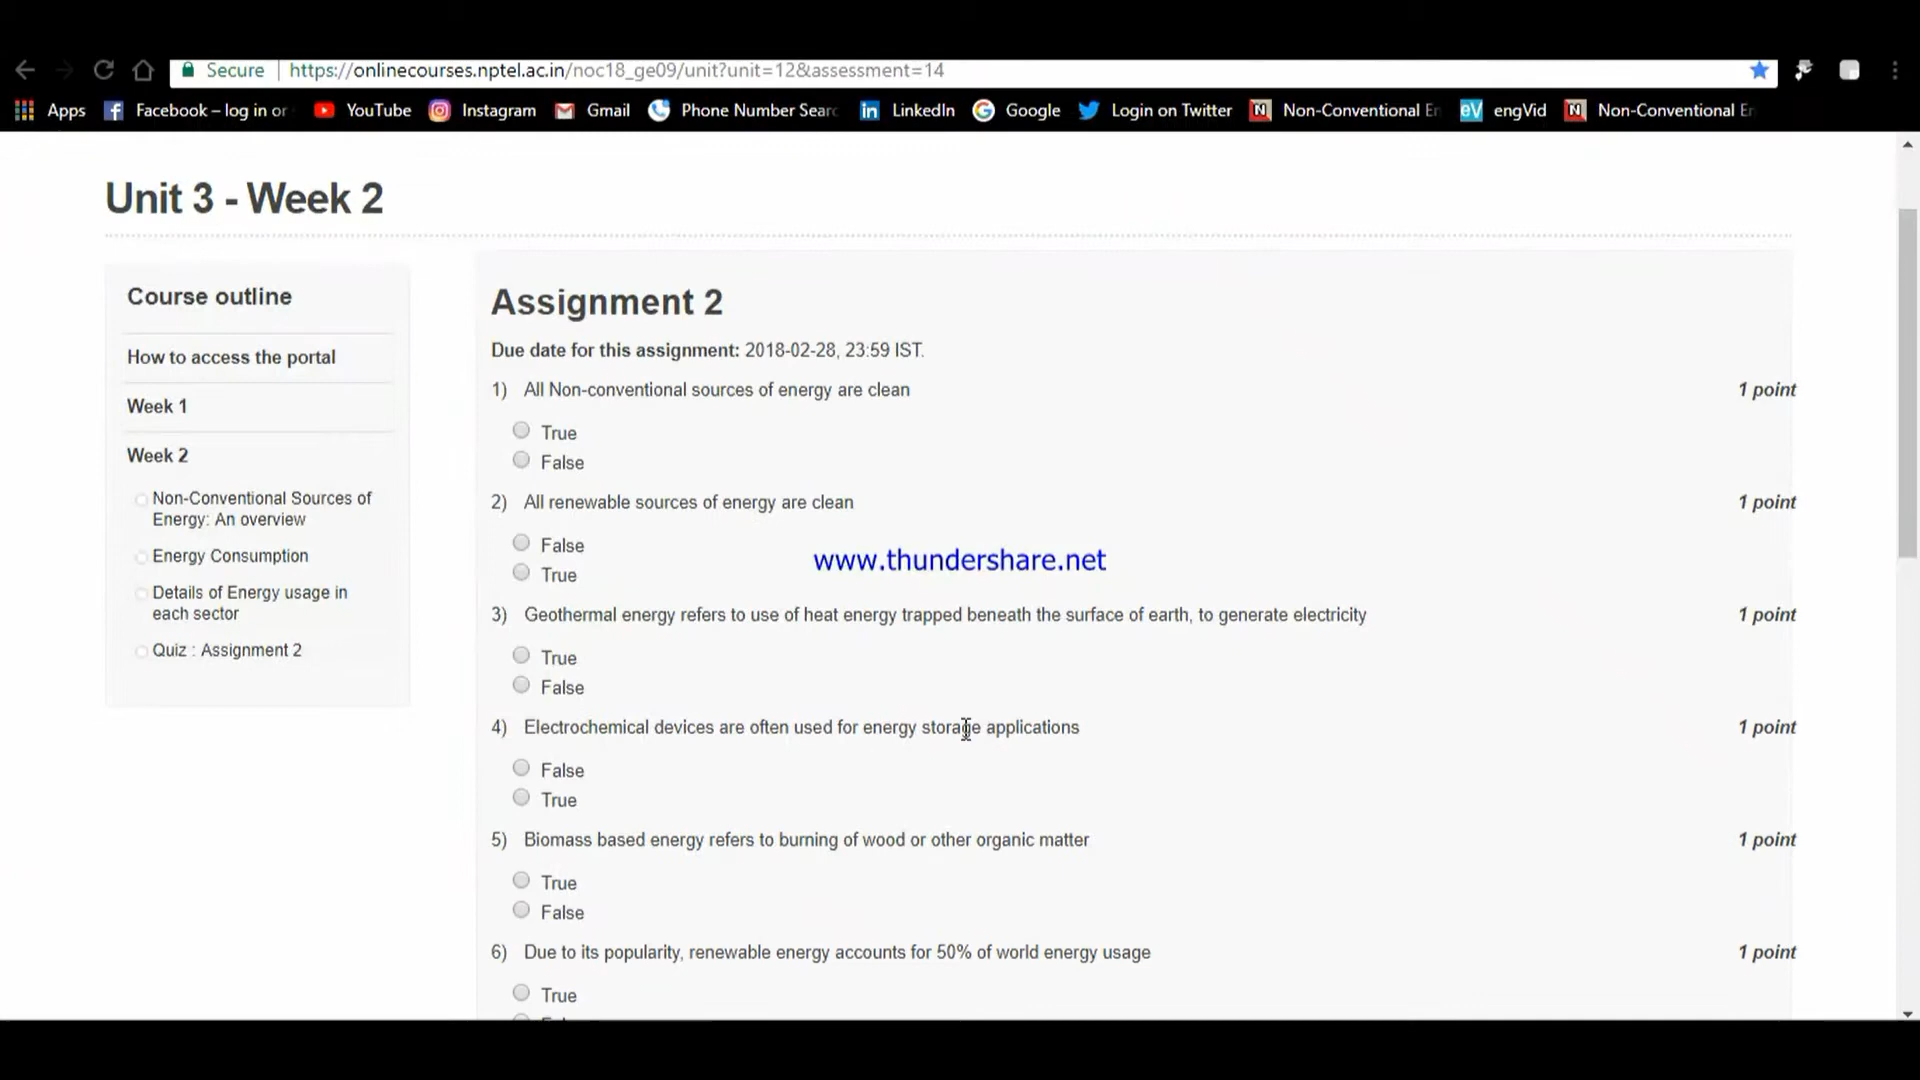 Secure https://onlinecourses.nptel.ac.in/noc18_ge09/unit?unit=12&assessment=14
Apps Facebook – log in or YouTube Instagram Gmail Phone Number Searc LinkedIn Google Login on Twitter Non-Conventional En eV engVid Non-Conventional En
Unit 3 - Week 2
Course outline
How to access the portal
Week 1
Week 2
Non-Conventional Sources of
Energy: An overview
Energy Consumption
Details of Energy usage in
each sector
Quiz : Assignment 2
Assignment 2
Due date for this assignment: 2018-02-28, 23:59 IST.
1) All Non-conventional sources of energy are clean 1 point
True
False
2) All renewable sources of energy are clean 1 point
False
True
www.thundershare.net
3) Geothermal energy refers to use of heat energy trapped beneath the surface of earth, to generate electricity 1 point
True
False
4) Electrochemical devices are often used for energy storage applications 1 point
False
True
5) Biomass based energy refers to burning of wood or other organic matter 1 point
True
False
6) Due to its popularity, renewable energy accounts for 50% of world energy usage 1 point
True